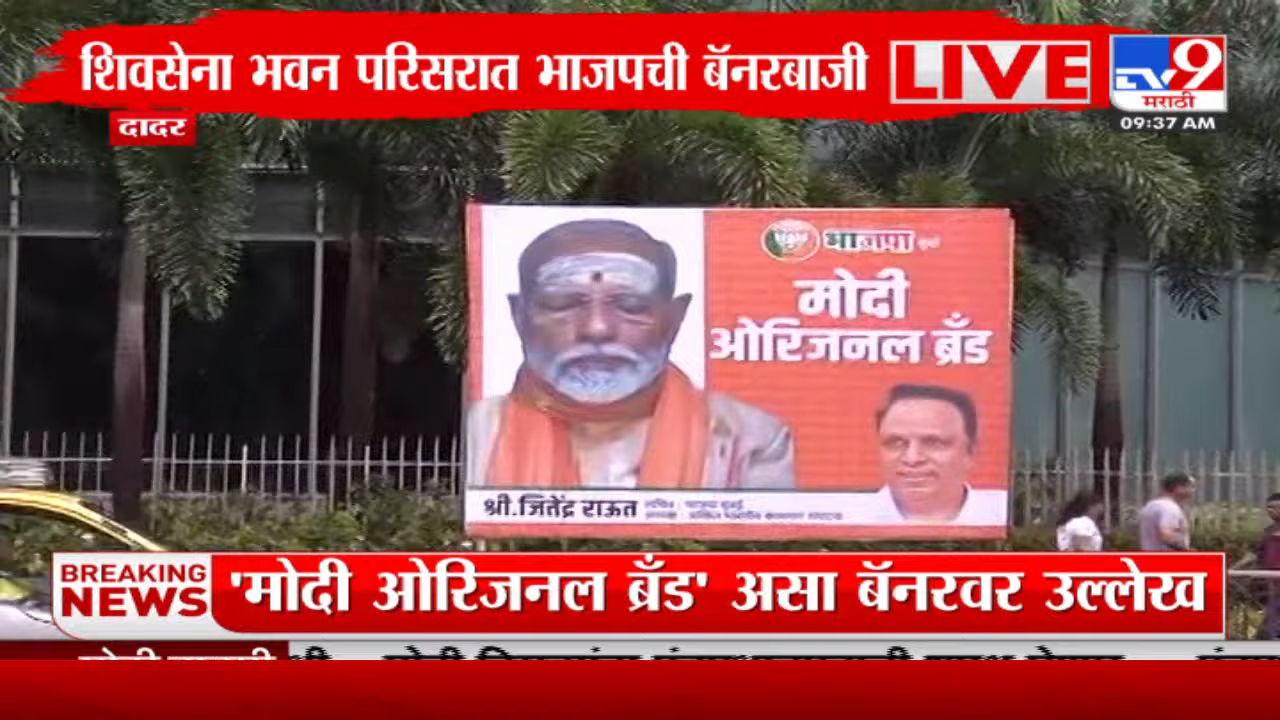 शिवसेना भवन परिसरात भाजपची बॅनरबाजी
LIVE
TV9
मराठी
09:37 AM
दादर
भाजपा मुंबई
मोदी
ओरिजनल ब्रँड
श्री.जितेंद्र राऊत
BREAKING
NEWS
'मोदी ओरिजनल ब्रँड' असा बॅनरवर उल्लेख